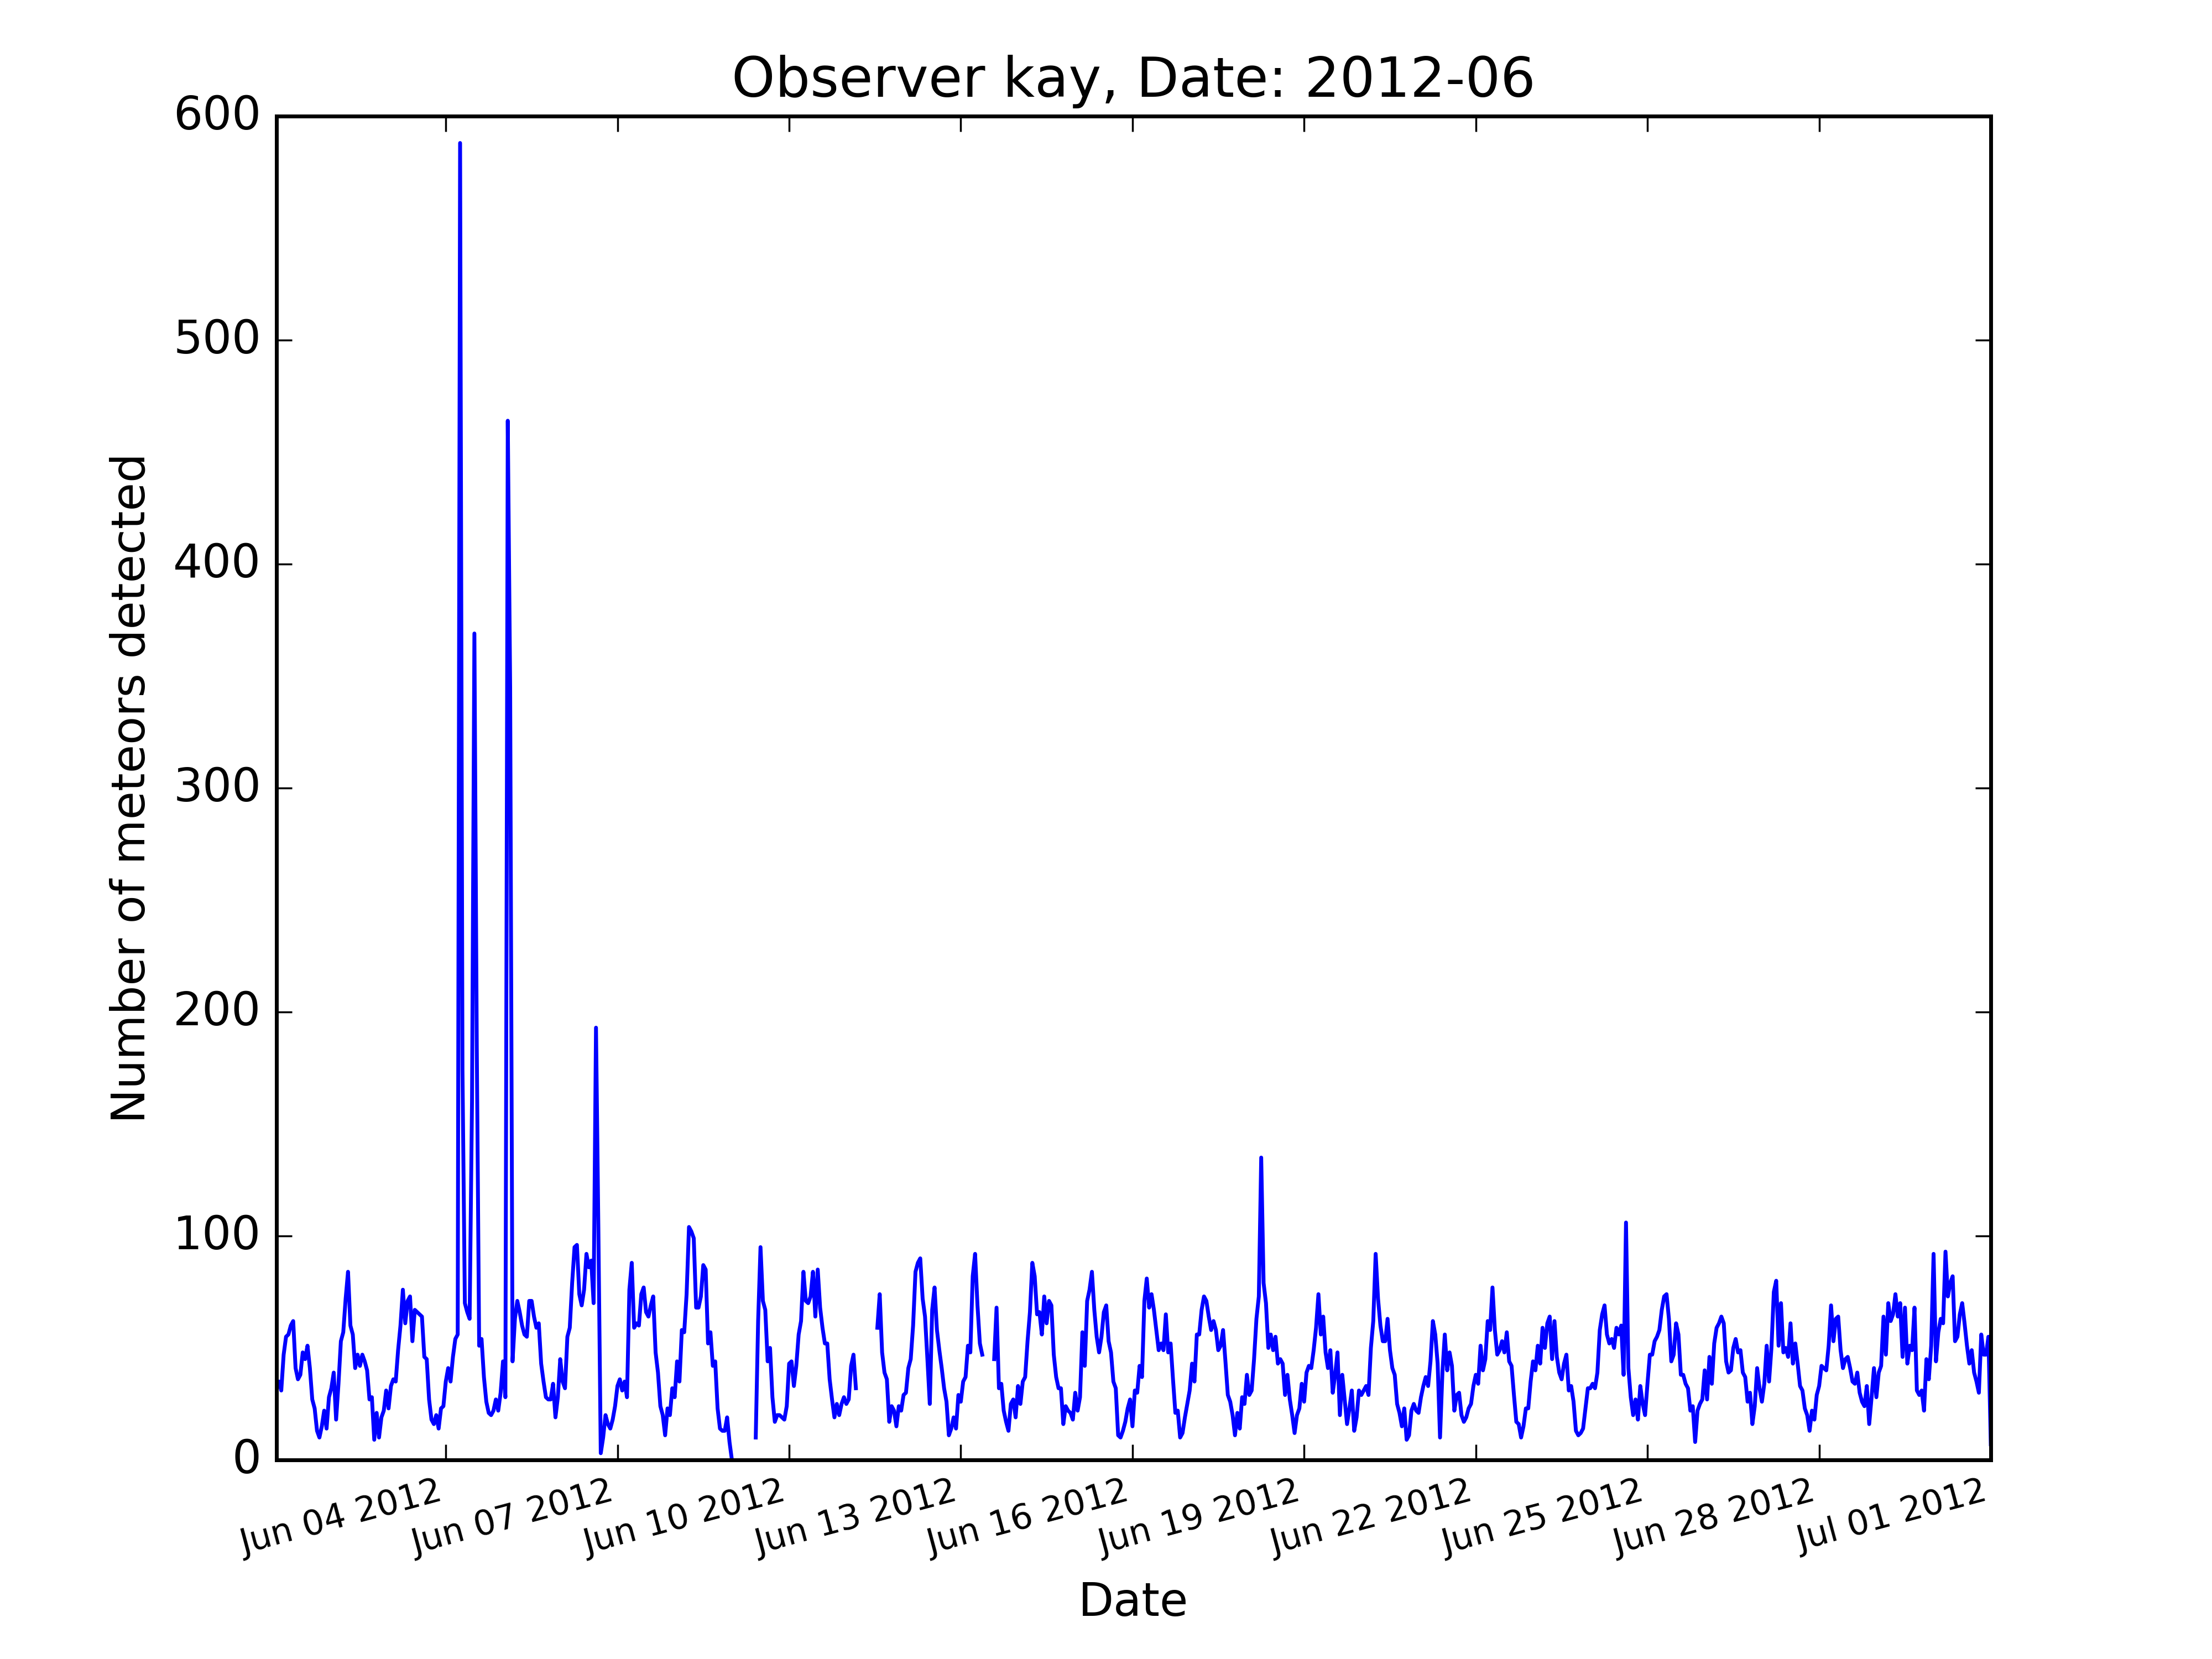 Observer kay, Date: 2012-06
600
500
400
300
200
100
0
Number of meteors detected
Jun 04 2012
Jun 07 2012
Jun 10 2012
Jun 13 2012
Jun 16 2012
Jun 19 2012
Jun 22 2012
Jun 25 2012
Jun 28 2012
Jul 01 2012
Date